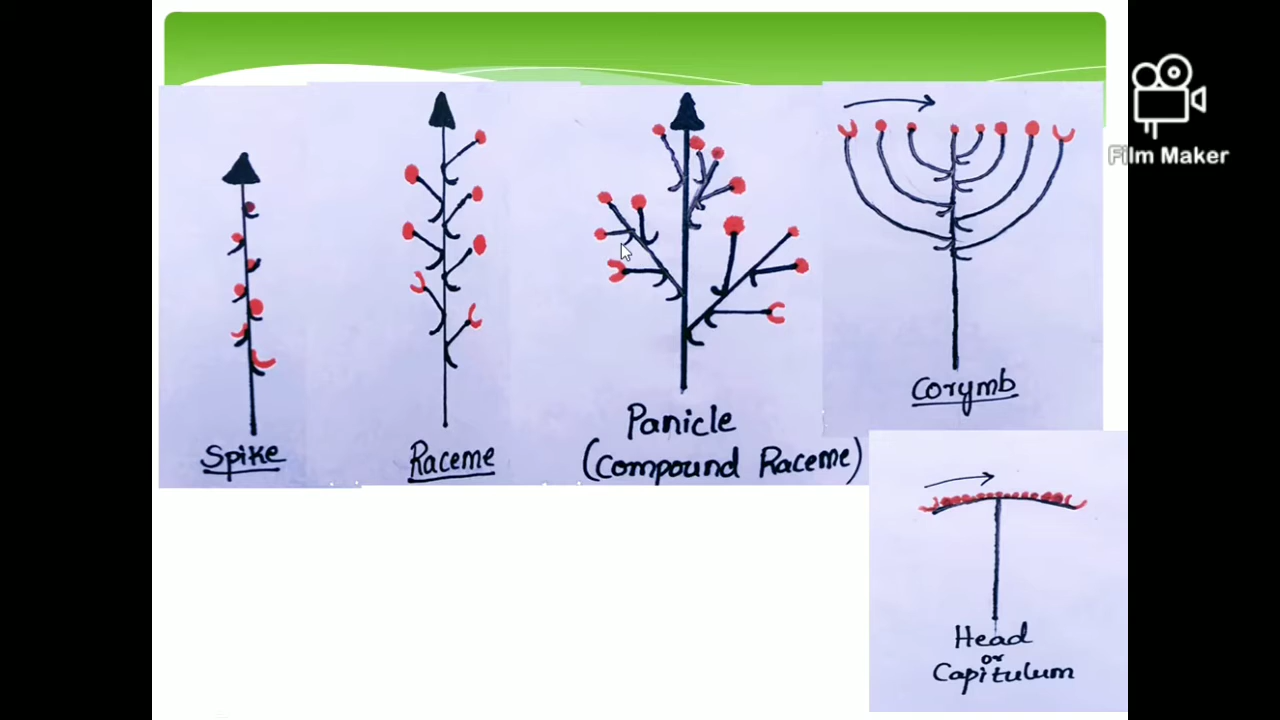 Film Maker
Spike
Raceme
Panicle
(Compound Raceme)
Corymb
Head
or
Capitulum